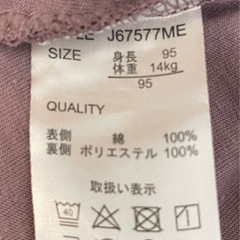 J67577ME
SIZE 身長 95
体重 14kg
95
QUALITY
表側 綿 100%
裏側 ポリエステル 100%
取扱い表示
40